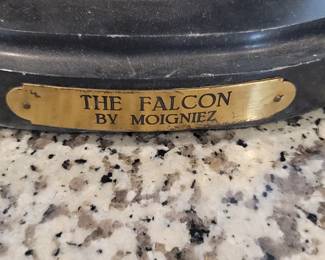 THE FALCON
BY MOIGNIEZ